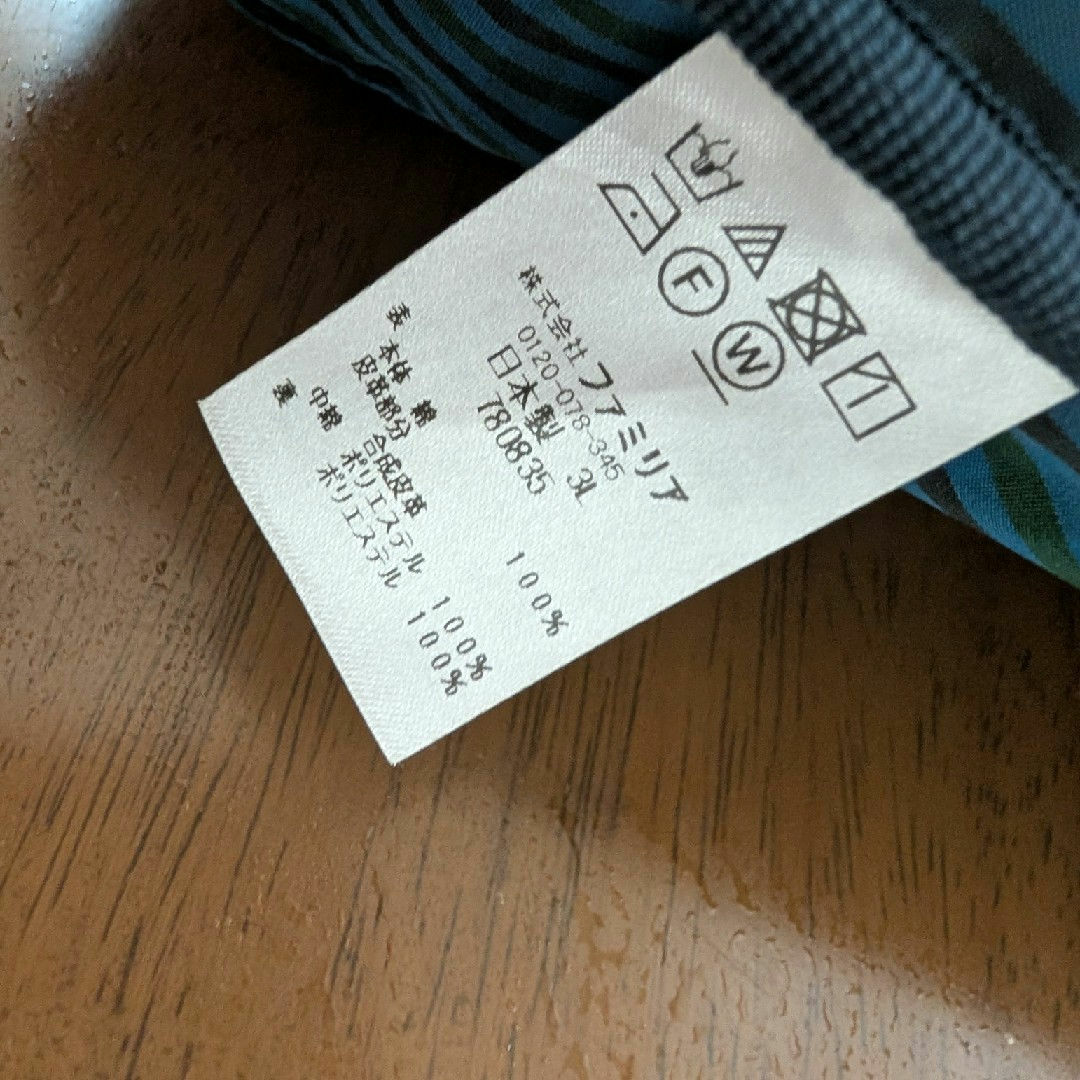 F
W
株式会社ファミリア
0120-078-345
日本製 31
780835
表 本体 綿 100%
皮革部分 合成皮革
中綿 ポリエステル 100%
裏 ポリエステル 100%